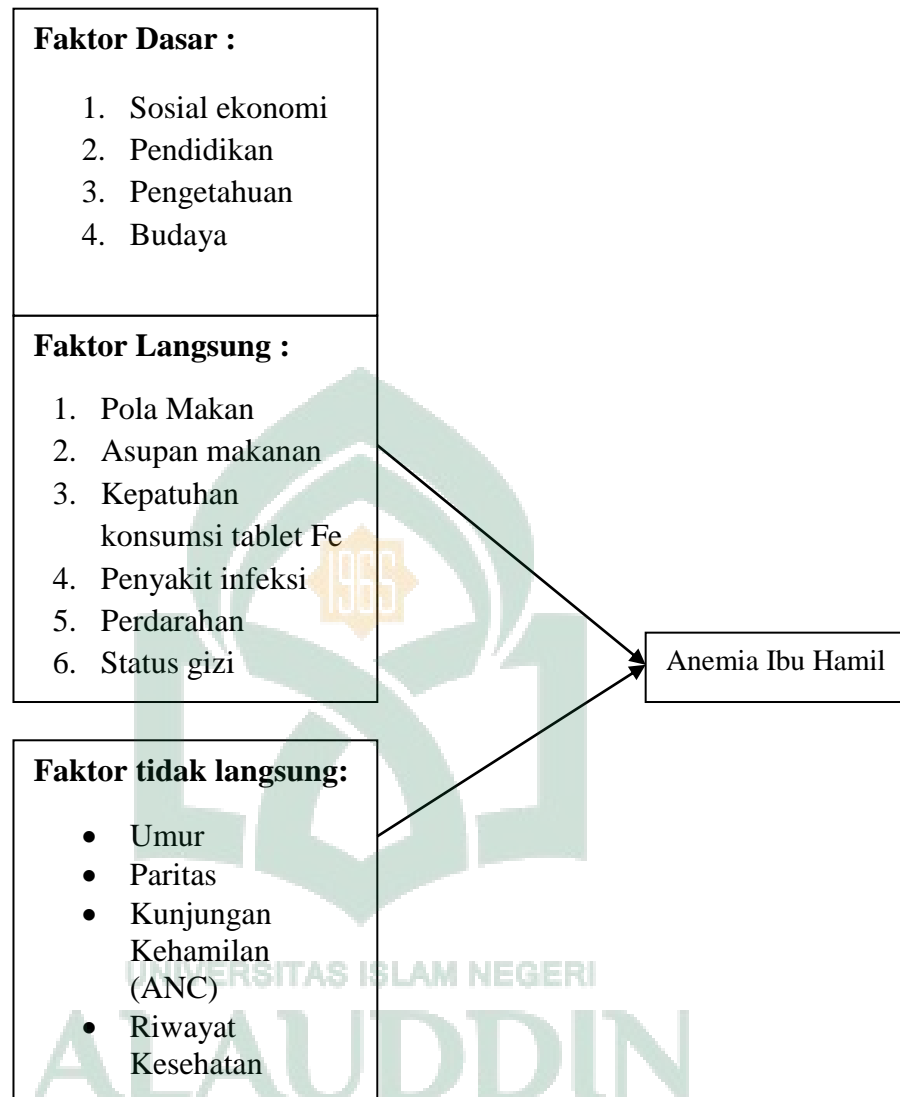 Faktor Dasar :
1. Sosial ekonomi
2. Pendidikan
3. Pengetahuan
4. Budaya
Faktor Langsung :
1. Pola Makan
2. Asupan makanan
3. Kepatuhan
konsumsi tablet Fe
4. Penyakit infeksi
5. Perdarahan
6. Status gizi
1965
Anemia Ibu Hamil
Faktor tidak langsung:
• Umur
• Paritas
• Kunjungan
Kehamilan
(ANC)
• Riwayat
Kesehatan
UNIVERSITAS ISLAM NEGERI
ALAUDDIN